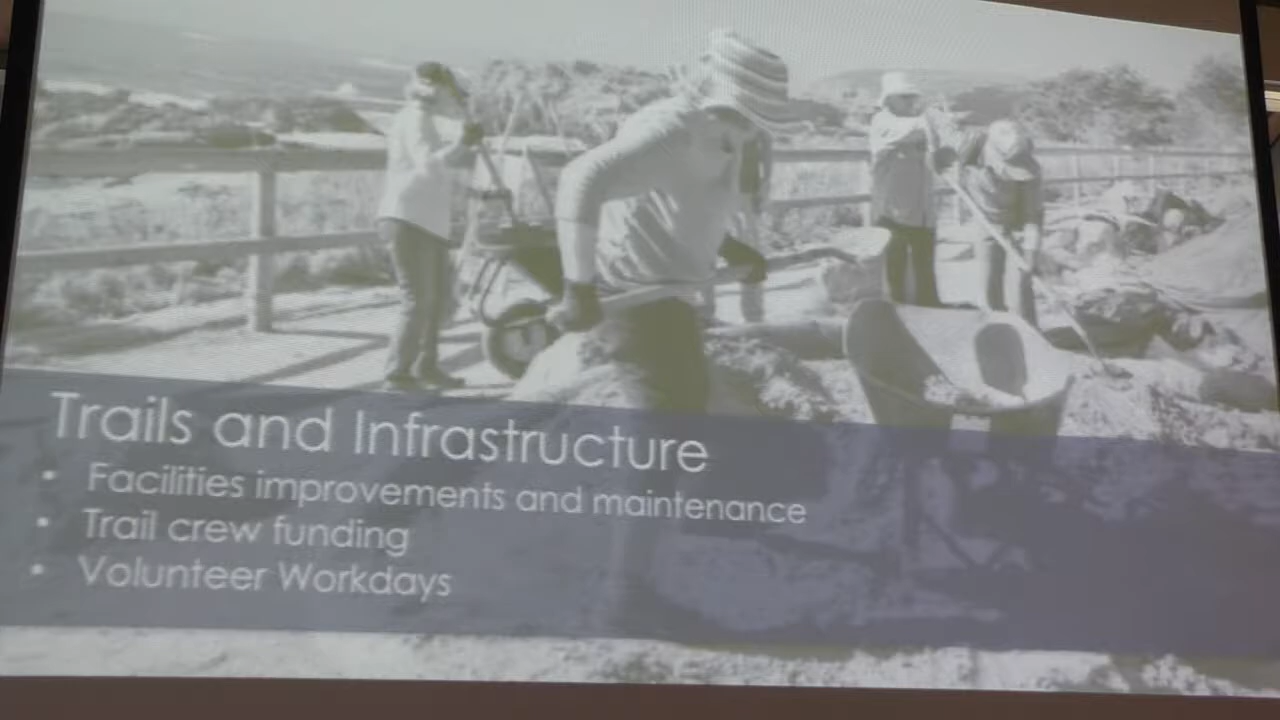 Trails and Infrastructure
• Facilities improvements and maintenance
• Trail crew funding
• Volunteer Workdays